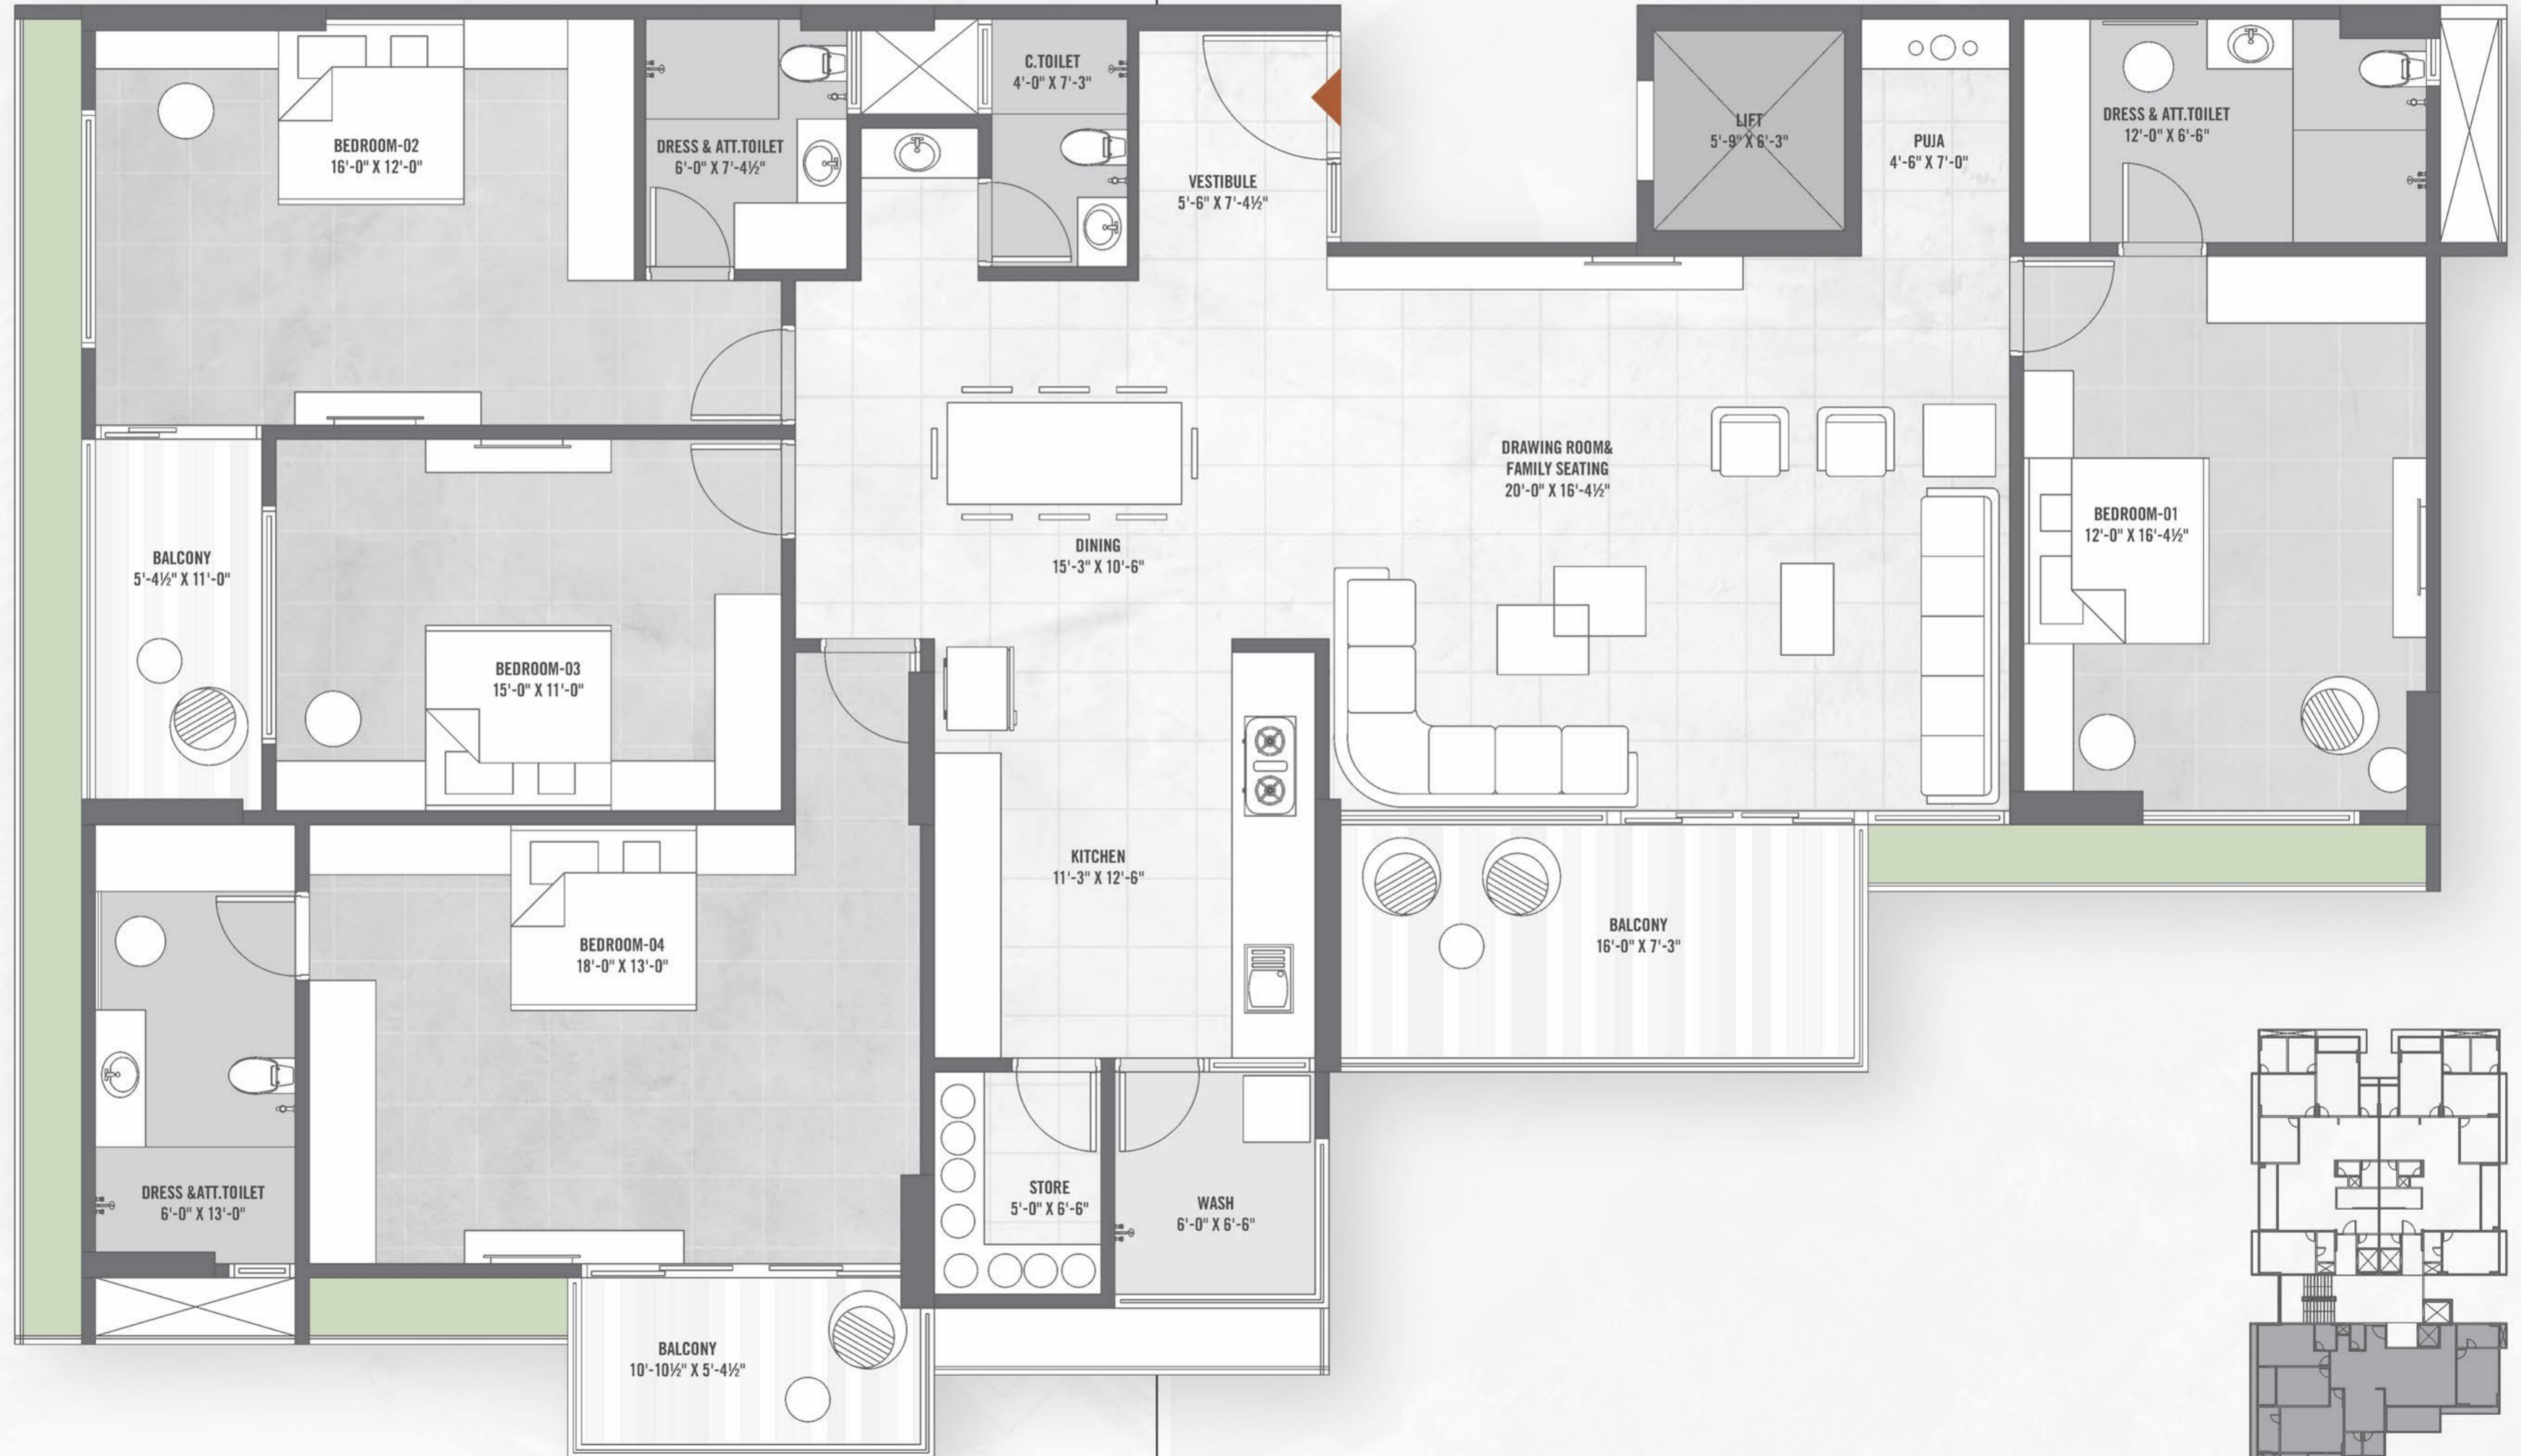 C.TOILET
4'-0" X 7'-3"
BEDROOM-02
16'-0" X 12'-0"
DRESS & ATT.TOILET
6'-0" X 7'-4½"
VESTIBULE
5'-6" X 7'-4½"
LIFT
5'-9" X 6'-3"
PUJA
4'-6" X 7'-0"
DRESS & ATT.TOILET
12'-0" X 6'-6"
DRAWING ROOM&
FAMILY SEATING
20'-0" X 16'-4½"
BEDROOM-01
12'-0" X 16'-4½"
DINING
15'-3" X 10'-6"
BALCONY
5'-4½" X 11'-0"
BEDROOM-03
15'-0" X 11'-0"
KITCHEN
11'-3" X 12'-6"
BALCONY
16'-0" X 7'-3"
BEDROOM-04
18'-0" X 13'-0"
DRESS &ATT.TOILET
6'-0" X 13'-0"
STORE
5'-0" X 6'-6"
WASH
6'-0" X 6'-6"
BALCONY
10'-10½" X 5'-4½"